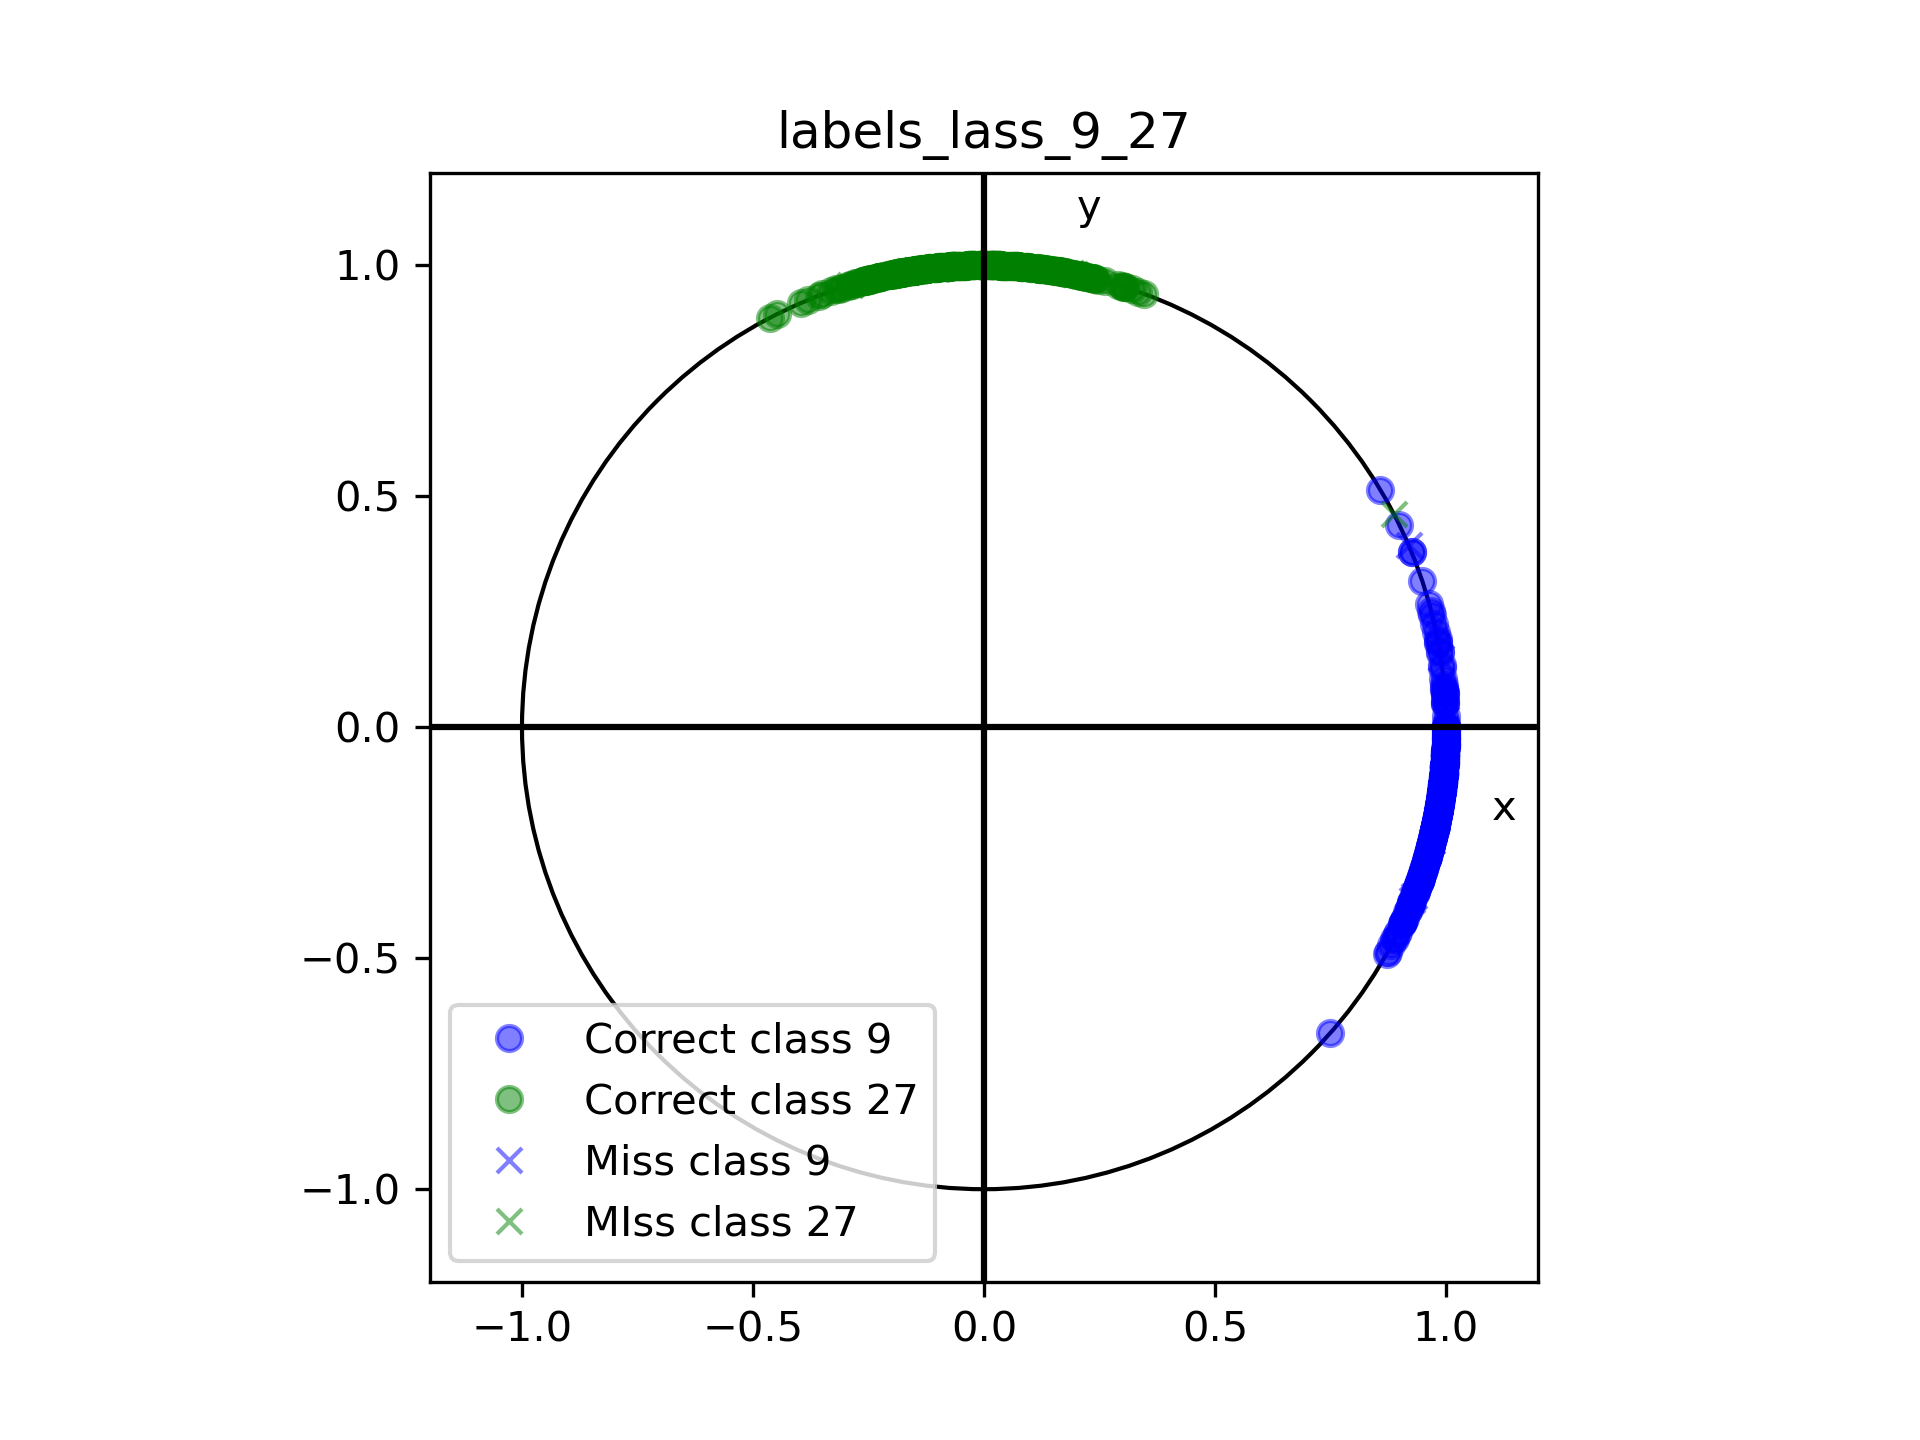 labels_lass_9_27
y
1.0
0.5
0.0
x
−0.5
−1.0
Correct class 9
Correct class 27
Miss class 9
MIss class 27
−1.0 −0.5 0.0 0.5 1.0